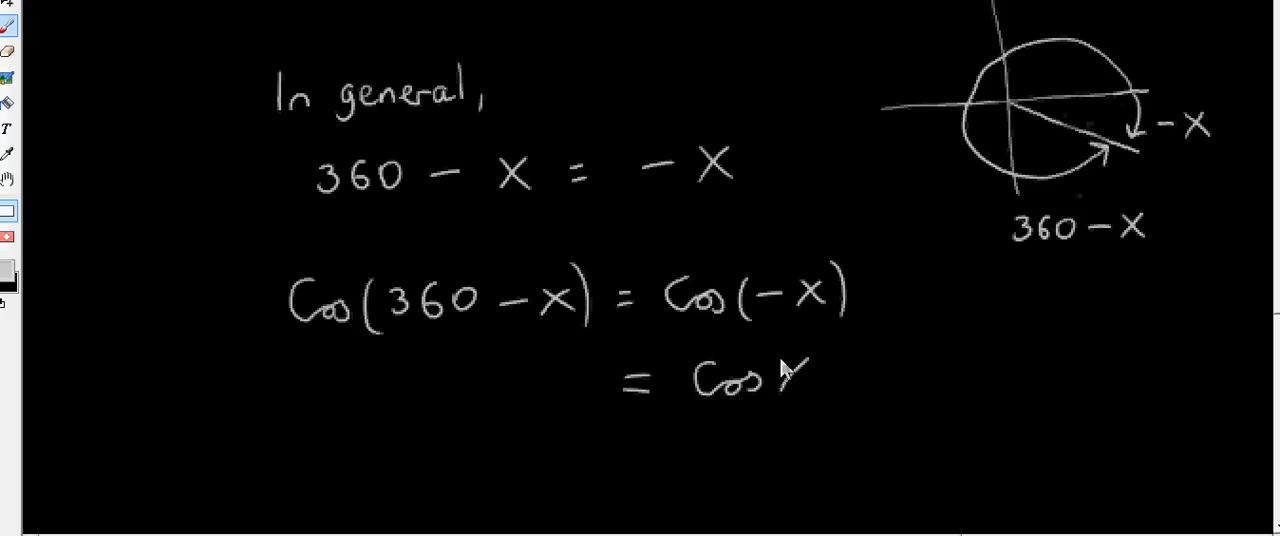 In general,
360 - X = - X
Cos(360 - X) = Cos(-X)
= Cos X
- X
360 - X
T